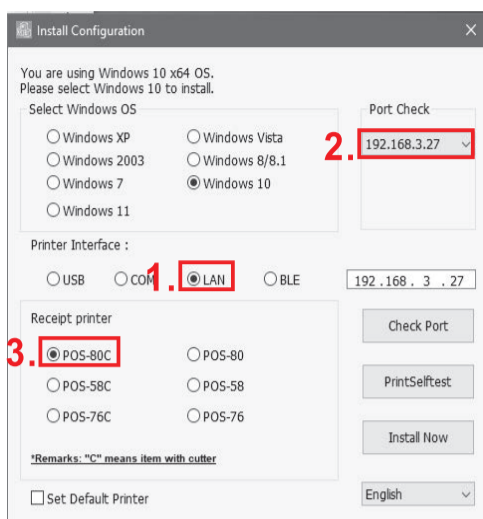 Install Configuration
You are using Windows 10 x64 OS.
Please select Windows 10 to install.
Select Windows OS
Port Check
Windows XP
Windows Vista
2.
192.168.3.27
Windows 2003
Windows 8/8.1
Windows 7
Windows 10
Windows 11
Printer Interface :
USB
COM
1.
LAN
BLE
192 .168 . 3 . 27
Receipt printer
Check Port
3.
POS-80C
POS-80
POS-58C
POS-58
PrintSelftest
POS-76C
POS-76
Install Now
*Remarks: "C" means item with cutter
Set Default Printer
English